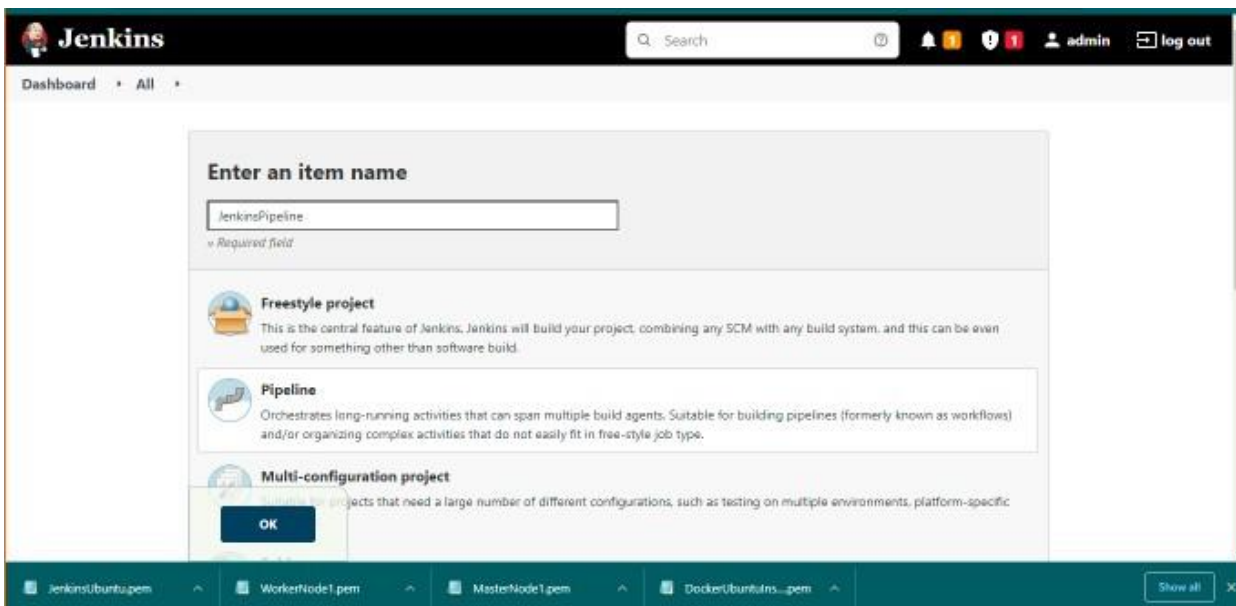 Jenkins
Search
1
1
admin
log out
Dashboard
All
Enter an item name
JenkinsPipeline
» Required field
Freestyle project
This is the central feature of Jenkins. Jenkins will build your project, combining any SCM with any build system, and this can be even
used for something other than software build.
Pipeline
Orchestrates long-running activities that can span multiple build agents. Suitable for building pipelines (formerly known as workflows)
and/or organizing complex activities that do not easily fit in free-style job type.
Multi-configuration project
projects that need a large number of different configurations, such as testing on multiple environments, platform-specific
OK
JenkinsUbuntu.pem
WorkerNode1.pem
MasterNode1.pem
DockerUbuntuIns...pem
Show all